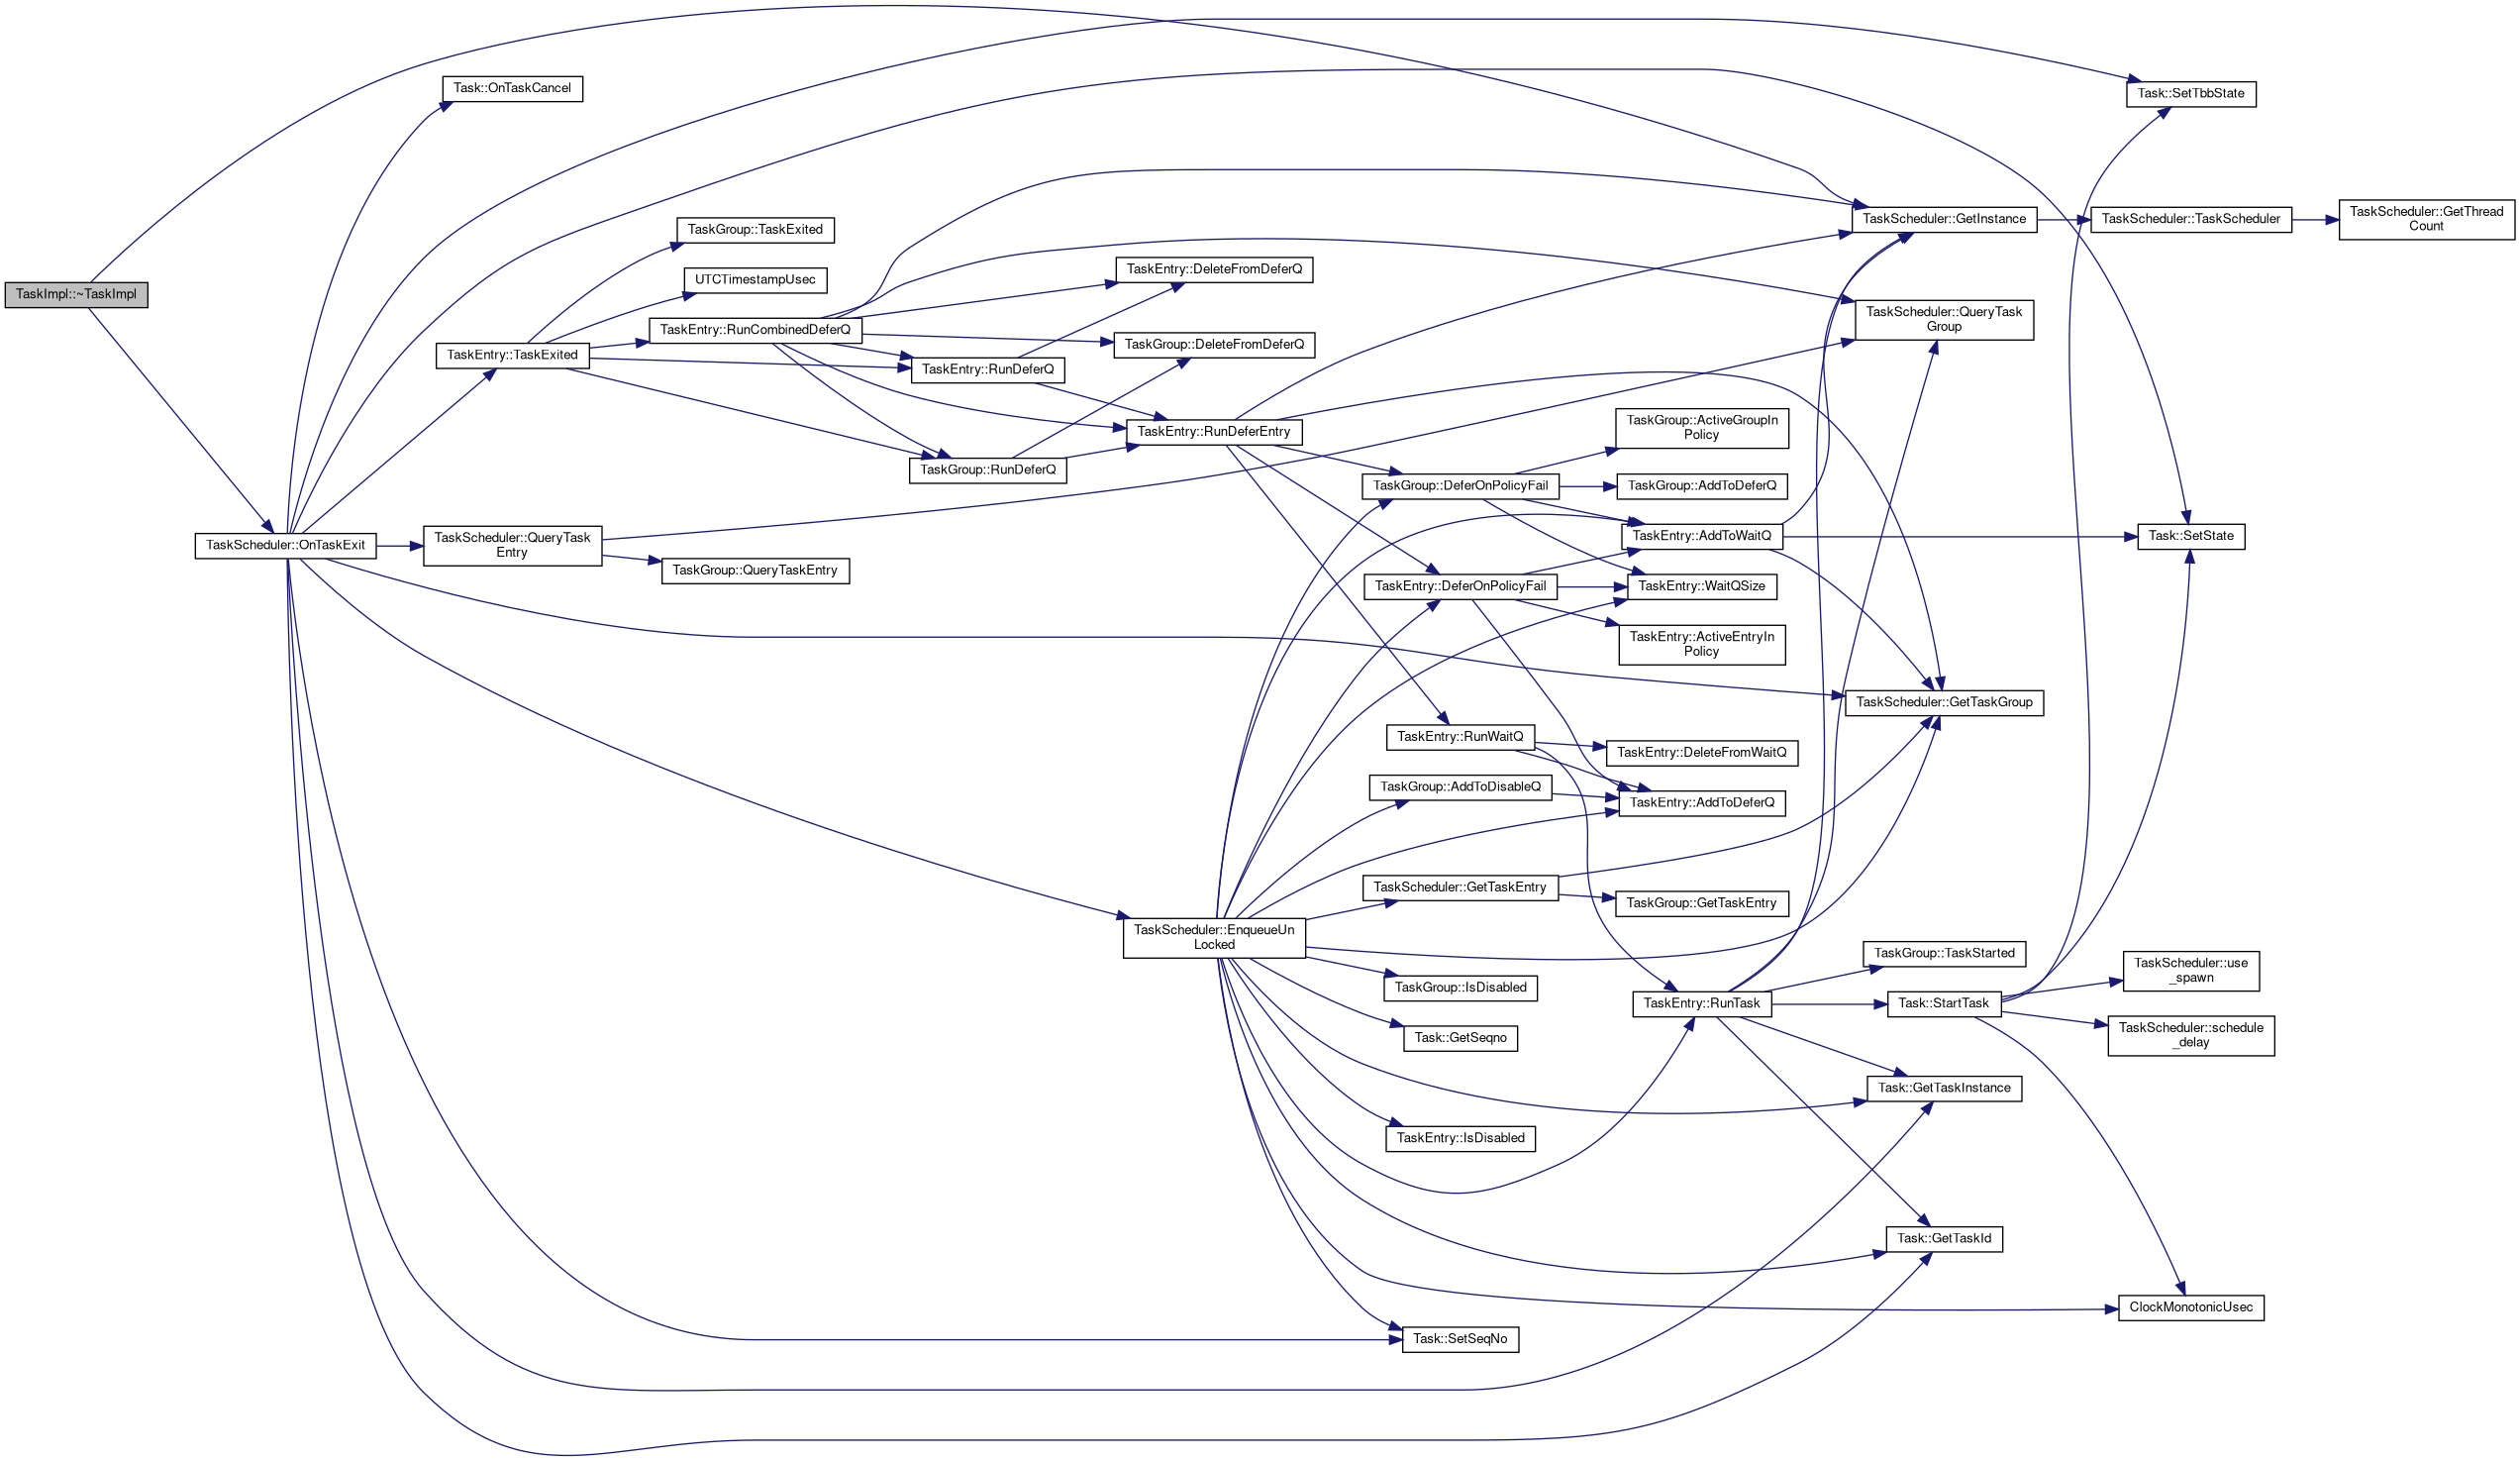 TaskImpl::~TaskImpl
TaskScheduler::OnTaskExit
Task::OnTaskCancel
TaskEntry::TaskExited
TaskScheduler::QueryTask
Entry
TaskGroup::TaskExited
UTCTimestampUsec
TaskEntry::RunCombinedDeferQ
TaskGroup::QueryTaskEntry
TaskEntry::RunDeferQ
TaskGroup::RunDeferQ
TaskEntry::DeleteFromDeferQ
TaskGroup::DeleteFromDeferQ
TaskEntry::RunDeferEntry
TaskScheduler::EnqueueUn
Locked
TaskGroup::DeferOnPolicyFail
TaskEntry::DeferOnPolicyFail
TaskEntry::RunWaitQ
TaskGroup::AddToDisableQ
TaskScheduler::GetTaskEntry
TaskGroup::IsDisabled
Task::GetSeqno
TaskEntry::IsDisabled
Task::SetSeqNo
TaskGroup::ActiveGroupIn
Policy
TaskGroup::AddToDeferQ
TaskEntry::AddToWaitQ
TaskEntry::WaitQSize
TaskEntry::ActiveEntryIn
Policy
TaskEntry::DeleteFromWaitQ
TaskEntry::AddToDeferQ
TaskGroup::GetTaskEntry
TaskEntry::RunTask
TaskScheduler::GetInstance
TaskScheduler::QueryTask
Group
TaskScheduler::GetTaskGroup
TaskGroup::TaskStarted
Task::StartTask
Task::GetTaskInstance
Task::GetTaskId
Task::SetTbbState
TaskScheduler::TaskScheduler
Task::SetState
TaskScheduler::use
_spawn
TaskScheduler::schedule
_delay
ClockMonotonicUsec
TaskScheduler::GetThread
Count